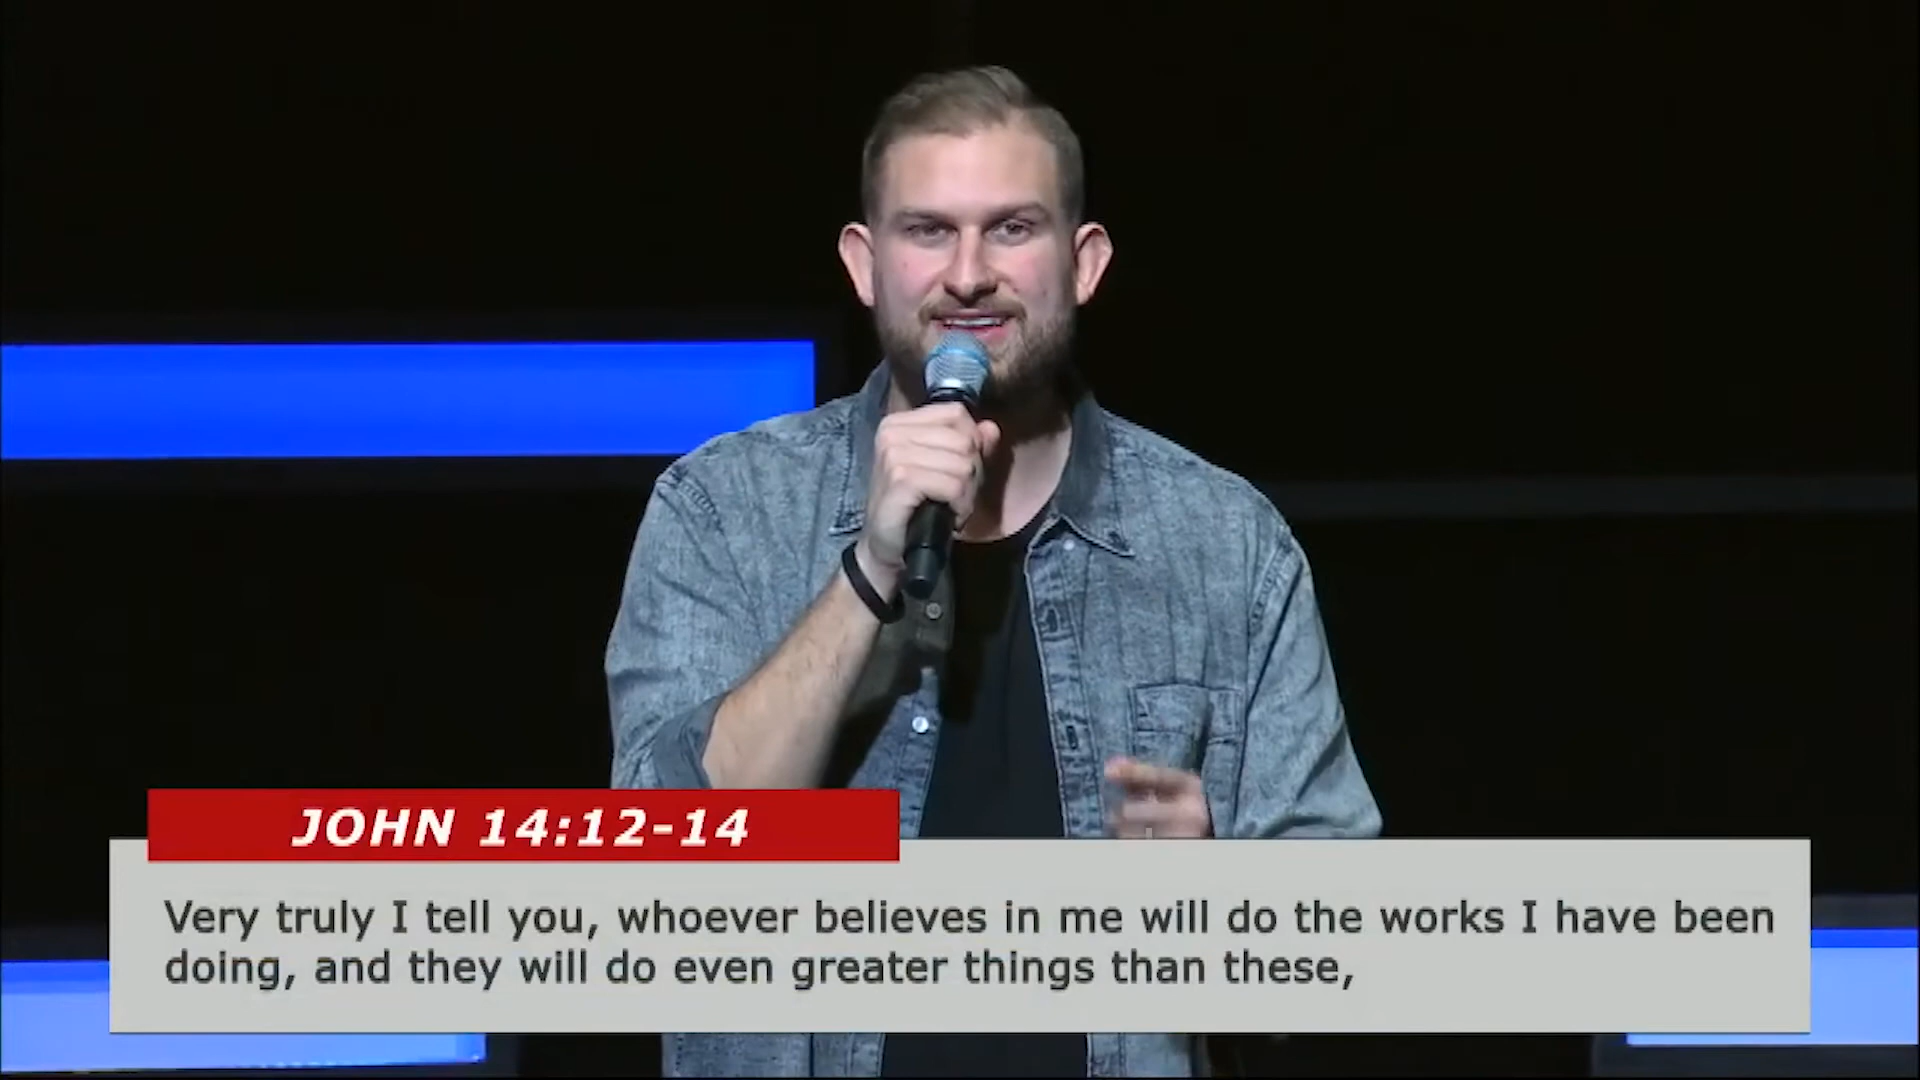 JOHN 14:12-14
Very truly I tell you, whoever believes in me will do the works I have been
doing, and they will do even greater things than these,